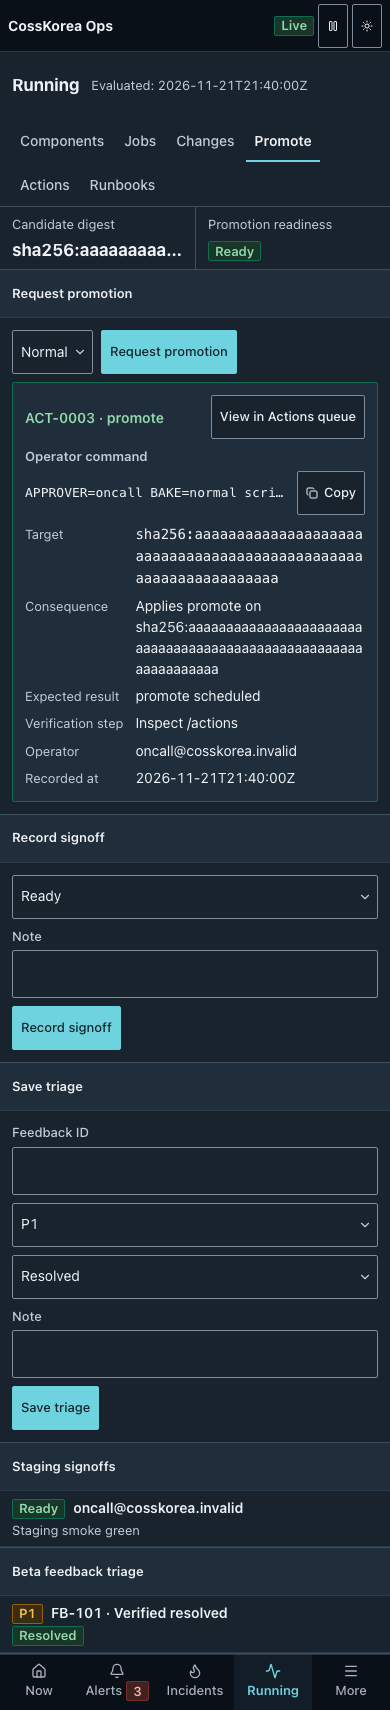 CossKorea Ops
Live
Running
Evaluated: 2026-11-21T21:40:00Z
Components
Jobs
Changes
Promote
Actions
Runbooks
Candidate digest
sha256:aaaaaaaaa...
Promotion readiness
Ready
Request promotion
Normal
Request promotion
ACT-0003 · promote
View in Actions queue
Operator command
APPROVER=oncall BAKE=normal scri…
Copy
Target
sha256:aaaaaaaaaaaaaaaaaaaa
aaaaaaaaaaaaaaaaaaaaaaaaaaa
aaaaaaaaaaaaaaaaa
Consequence
Applies promote on
sha256:aaaaaaaaaaaaaaaaaaaaaaa
aaaaaaaaaaaaaaaaaaaaaaaaaaaaaa
aaaaaaaaaaa
Expected result
promote scheduled
Verification step
Inspect /actions
Operator
oncall@cosskorea.invalid
Recorded at
2026-11-21T21:40:00Z
Record signoff
Ready
Note
Record signoff
Save triage
Feedback ID
P1
Resolved
Note
Save triage
Staging signoffs
Ready
oncall@cosskorea.invalid
Staging smoke green
Beta feedback triage
P1
FB-101 · Verified resolved
Resolved
Now
Alerts
3
Incidents
Running
More